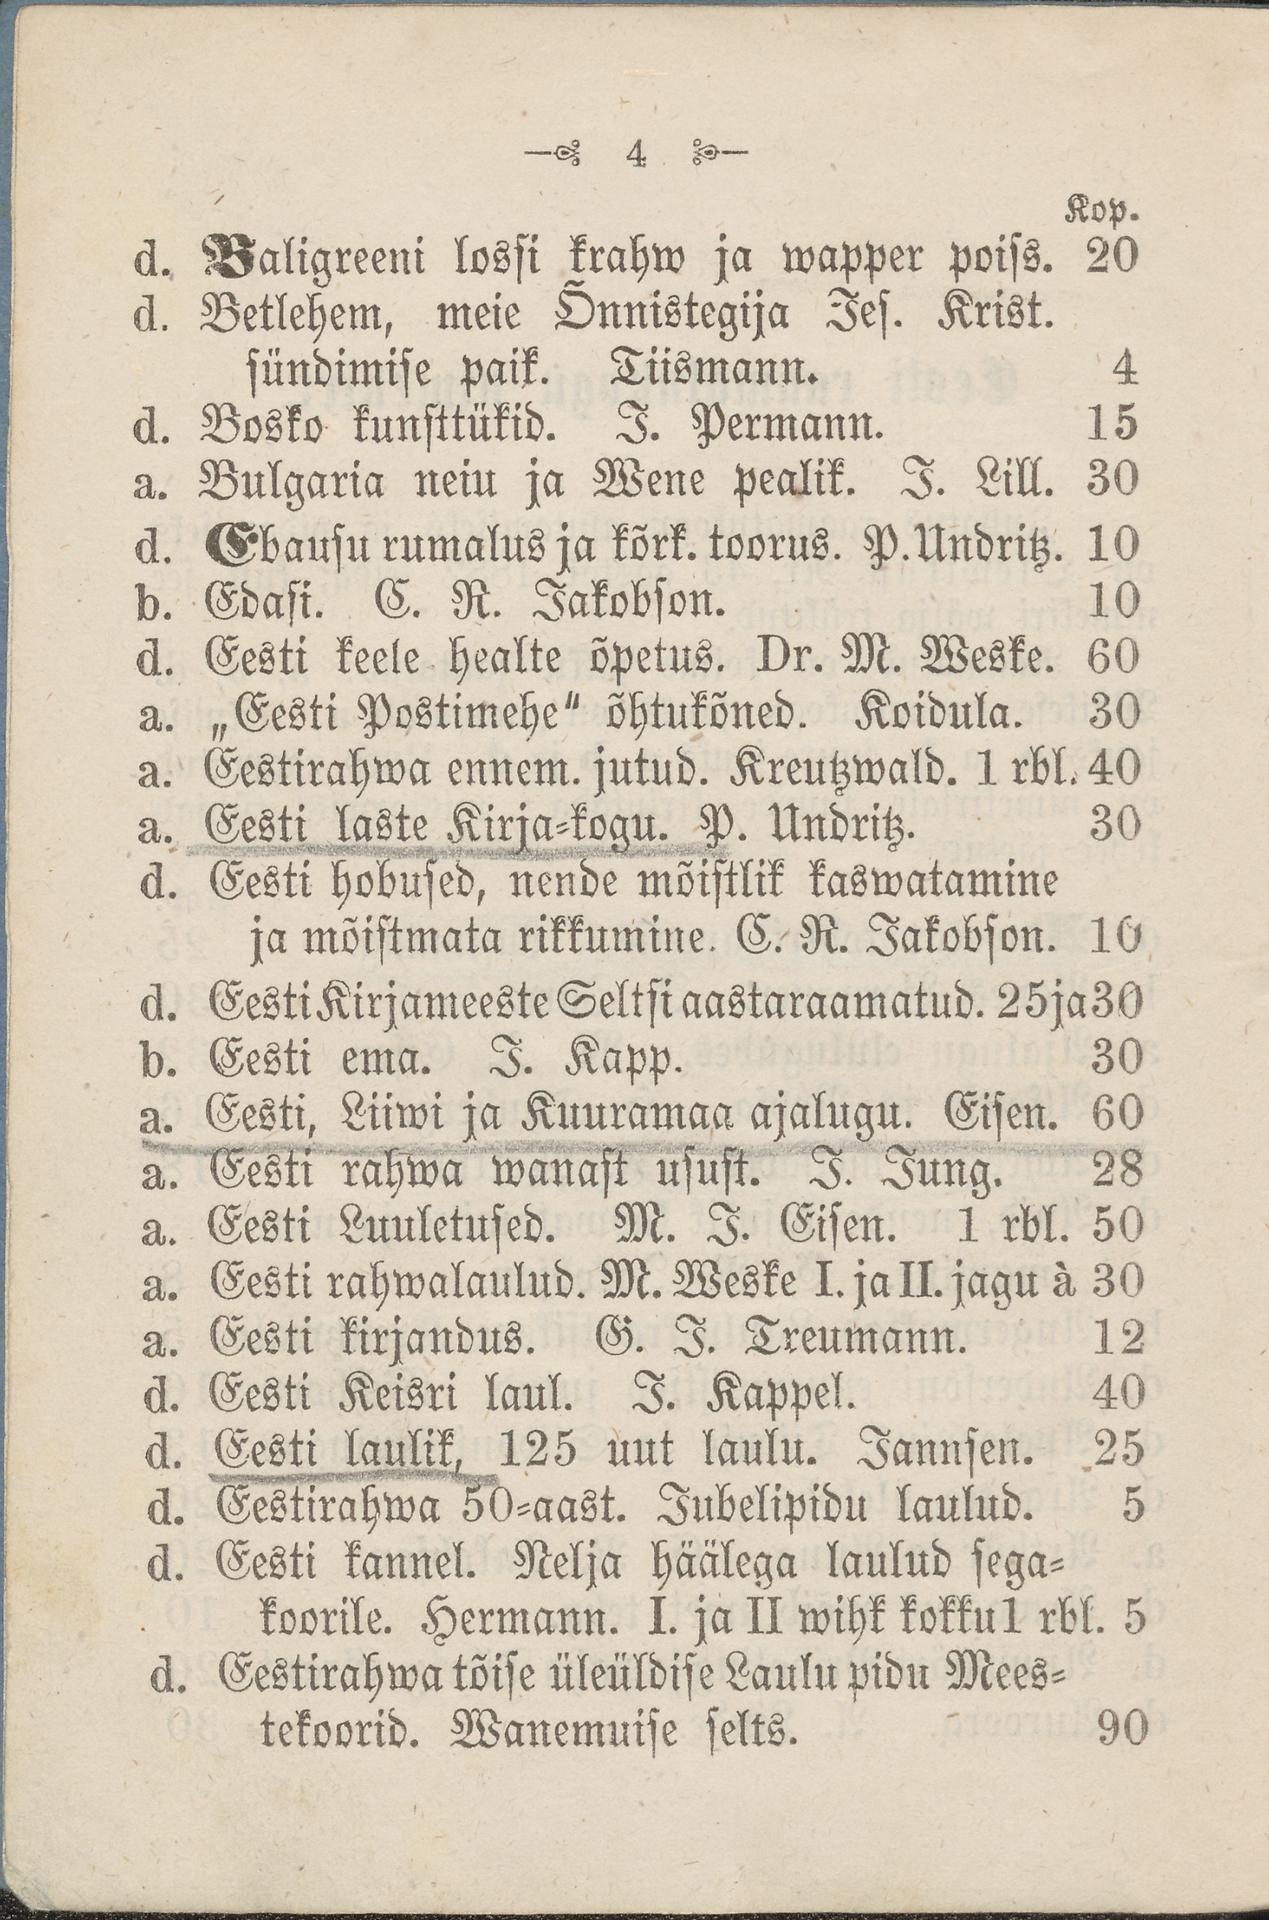 4
Kop.
d. Baligreeni lossi krahw ja wapper poiss. 20
d. Betlehem, meie Õnnistegija Jes. Krist.
sündimise paik. Tiismann. 4
d. Bosko kunsttükid. J. Permann. 15
a. Bulgaria neiu ja Wene pealik. J. Lill. 30
d. Ebausu rumalus ja kõrk. toorus. P. Undritz. 10
b. Edasi. C. R. Jakobson. 10
d. Eesti keele healte õpetus. Dr. M. Weske. 60
a. „Eesti Postimehe“ õhtukõned. Koidula. 30
a. Eestirahwa ennem. jutud. Kreutzwald. 1 rbl. 40
a. Eesti laste Kirja-kogu. P. Undritz. 30
d. Eesti hobused, nende mõistlik kaswatamine
ja mõistmata rikkumine. C. R. Jakobson. 10
d. Eesti Kirjameeste Seltsi aastaraamatud. 25 ja 30
b. Eesti ema. J. Kapp. 30
a. Eesti, Liiwi ja Kuuramaa ajalugu. Eisen. 60
a. Eesti rahwa wanast usust. J. Jung. 28
a. Eesti Luuletused. M. J. Eisen. 1 rbl. 50
a. Eesti rahwalaulud. M. Weske I. ja II. jagu à 30
a. Eesti kirjandus. G. J. Treumann. 12
d. Eesti Keisri laul. J. Kappel. 40
d. Eesti laulik, 125 uut laulu. Jannsen. 25
d. Eestirahwa 50-aast. Jubelipidu laulud. 5
d. Eesti kannel. Nelja häälega laulud sega-
koorile. Hermann. I. ja II wihk kokku 1 rbl. 5
d. Eestirahwa tõise üleüldise Laulu pidu Mees-
tekoorid. Wanemuise selts. 90